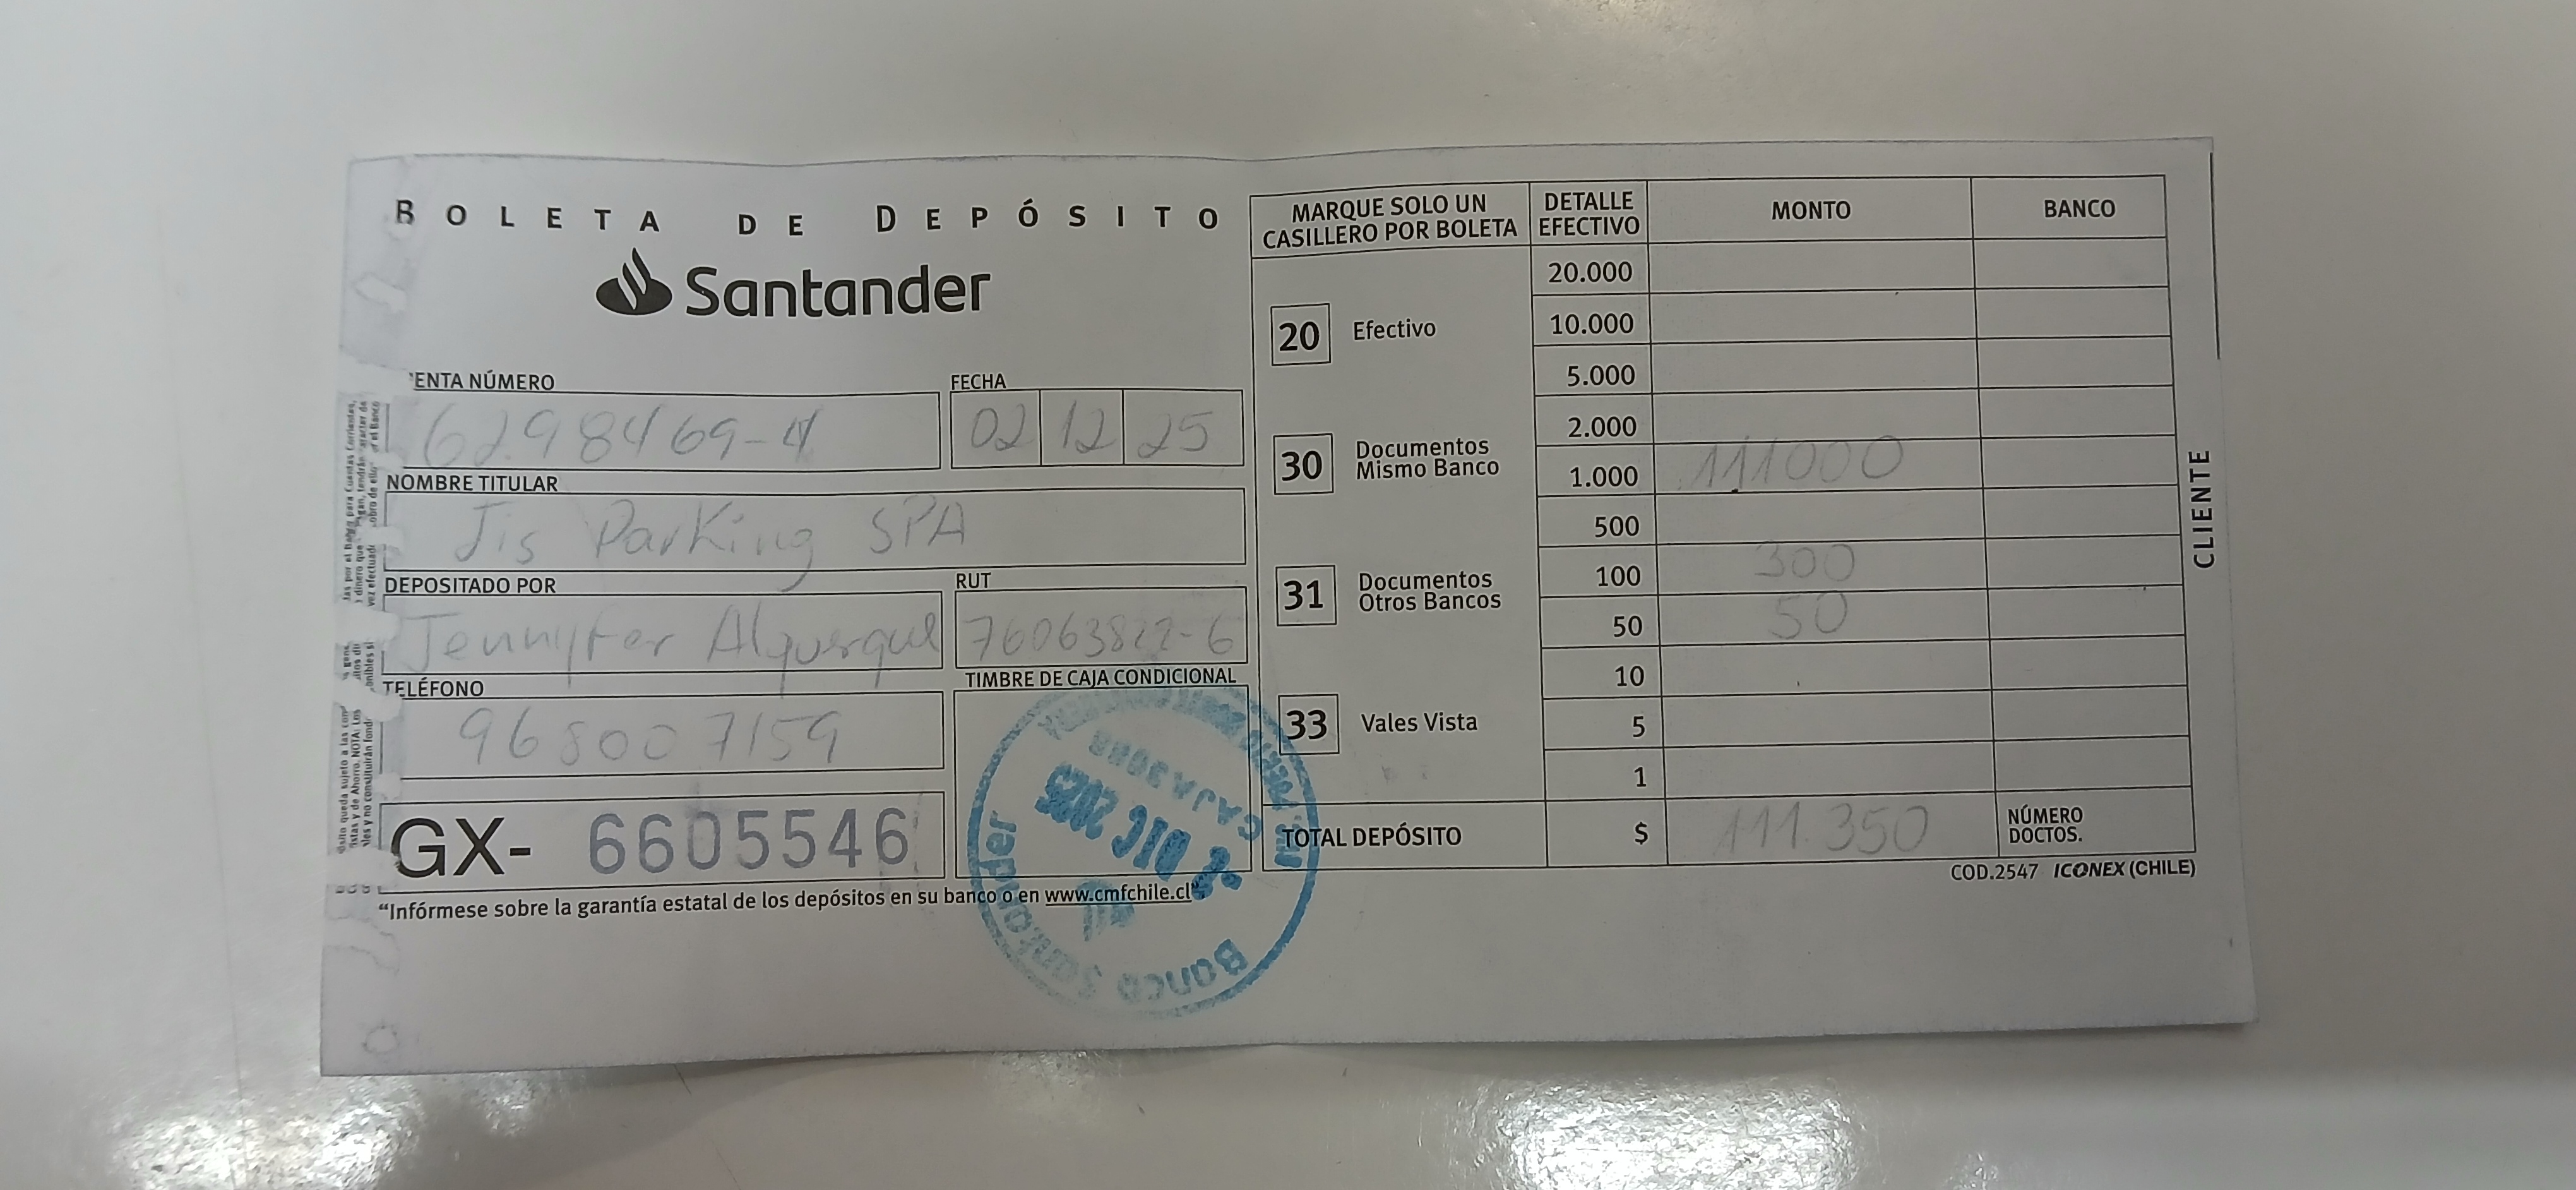 BOLETA DE DEPÓSITO
Santander
ENTA NÚMERO
6298469-4
FECHA
02 12 25
NOMBRE TITULAR
Jis Parking SPA
DEPOSITADO POR
Jennifer Alquerque
RUT
76063822-6
TELÉFONO
968007159
TIMBRE DE CAJA CONDICIONAL
GX- 6605546
"Infórmese sobre la garantía estatal de los depósitos en su banco o en www.cmfchile.cl"
Banco Santander
DIC 2025
MARQUE SOLO UN CASILLERO POR BOLETA
20 Efectivo
30 Documentos Mismo Banco
31 Documentos Otros Bancos
33 Vales Vista
DETALLE EFECTIVO MONTO BANCO
20.000
10.000
5.000
2.000
1.000 111000
500
100 300
50 50
10
5
1
TOTAL DEPÓSITO $ 111.350 NÚMERO DOCTOS.
COD.2547 ICONEX (CHILE)
CLIENTE